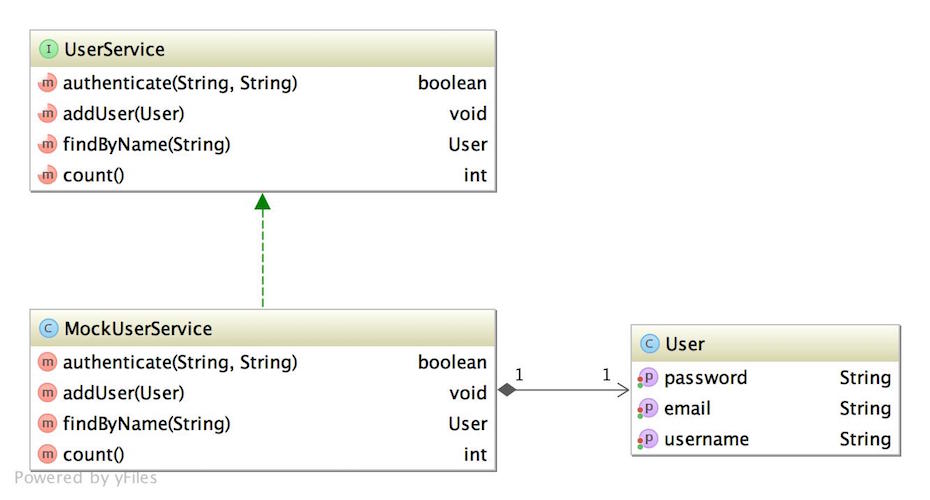 I UserService
m authenticate(String, String) boolean
m addUser(User) void
m findByName(String) User
m count() int
C MockUserService
m authenticate(String, String) boolean
m addUser(User) void
m findByName(String) User
m count() int
1 1
C User
p password String
p email String
p username String
Powered by yFiles